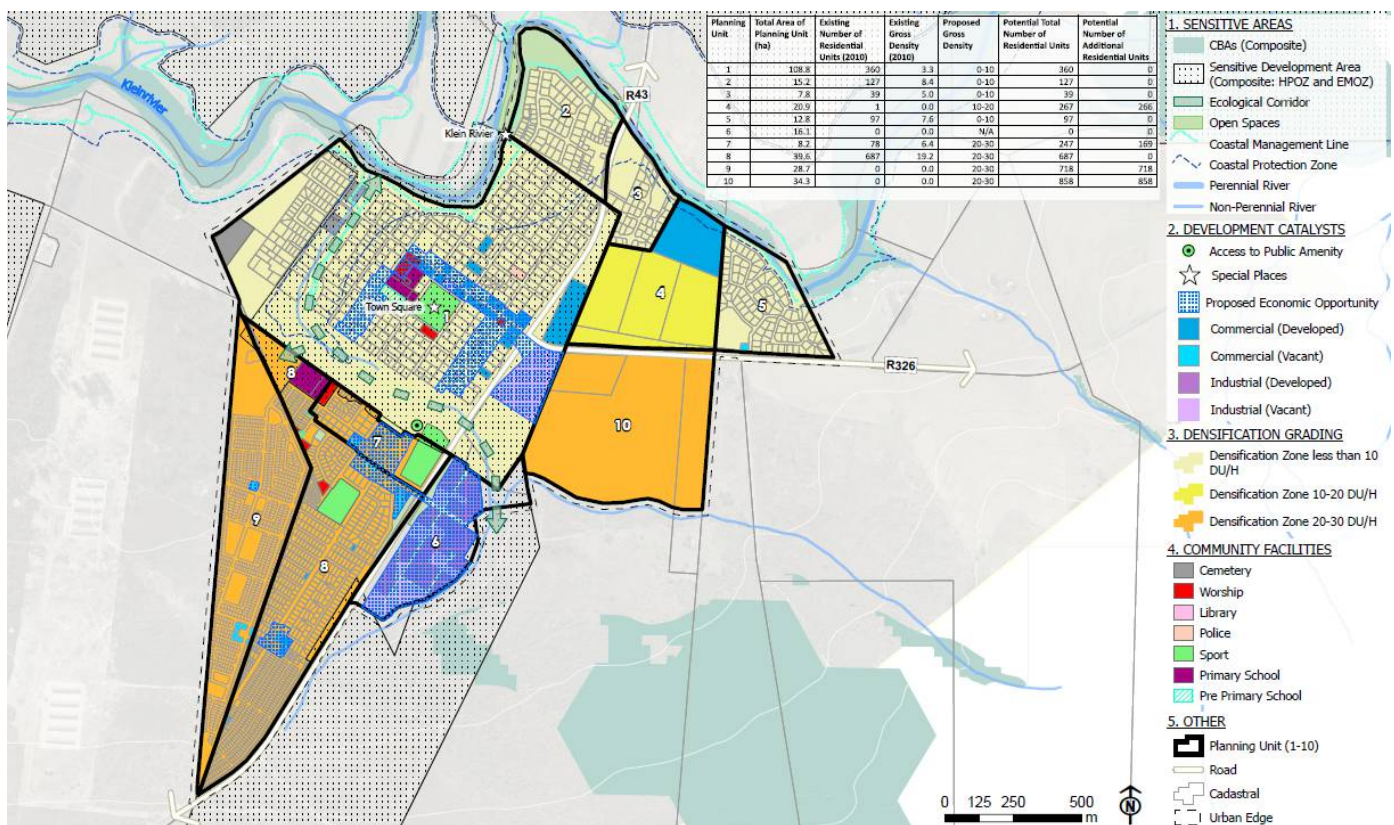 Planning Unit | Total Area of Planning Unit (ha) | Existing Number of Residential Units (2010) | Existing Gross Density (2010) | Proposed Gross Density | Potential Total Number of Residential Units | Potential Number of Additional Residential Units
1 | 108.8 | 360 | 3.3 | 0-10 | 360 | 0
2 | 15.2 | 127 | 8.4 | 0-10 | 127 | 0
3 | 7.8 | 39 | 5.0 | 0-10 | 39 | 0
4 | 20.9 | 1 | 0.0 | 10-20 | 267 | 266
5 | 12.8 | 97 | 7.6 | 0-10 | 97 | 0
6 | 16.1 | 0 | 0.0 | N/A | 0 | 0
7 | 8.2 | 78 | 6.4 | 20-30 | 247 | 169
8 | 39.6 | 687 | 19.2 | 20-30 | 687 | 0
9 | 28.7 | 0 | 0.0 | 20-30 | 718 | 718
10 | 34.3 | 0 | 0.0 | 20-30 | 858 | 858
Kleinrivier
R43
2
Klein Rivier
3
4
5
Town Square
1
R326
8
10
7
9
6
8
1. SENSITIVE AREAS
CBAs (Composite)
Sensitive Development Area
(Composite: HPOZ and EMOZ)
Ecological Corridor
Open Spaces
Coastal Management Line
Coastal Protection Zone
Perennial River
Non-Perennial River
2. DEVELOPMENT CATALYSTS
Access to Public Amenity
Special Places
Proposed Economic Opportunity
Commercial (Developed)
Commercial (Vacant)
Industrial (Developed)
Industrial (Vacant)
3. DENSIFICATION GRADING
Densification Zone less than 10
DU/H
Densification Zone 10-20 DU/H
Densification Zone 20-30 DU/H
4. COMMUNITY FACILITIES
Cemetery
Worship
Library
Police
Sport
Primary School
Pre Primary School
5. OTHER
Planning Unit (1-10)
Road
Cadastral
Urban Edge
0 125 250 500
m
N